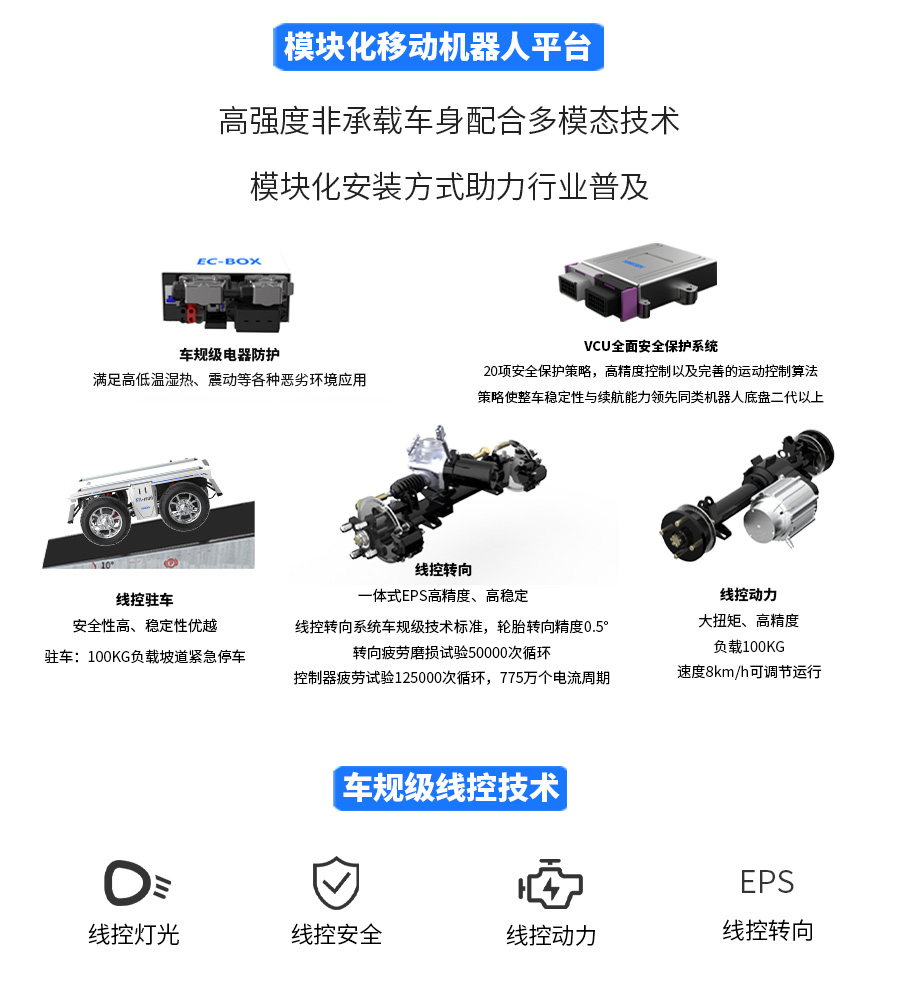 模块化移动机器人平台
高强度非承载车身配合多模态技术
模块化安装方式助力行业普及
EC-BOX
车规级电器防护
满足高低温湿热、震动等各种恶劣环境应用
VCU全面安全保护系统
20项安全保护策略，高精度控制以及完善的运动控制算法
策略使整车稳定性与续航能力领先同类机器人底盘二代以上
10°
线控驻车
安全性高、稳定性优越
驻车：100KG负载坡道紧急停车
线控转向
一体式EPS高精度、高稳定
线控转向系统车规级技术标准，轮胎转向精度0.5°
转向疲劳磨损试验50000次循环
控制器疲劳试验125000次循环，775万个电流周期
线控动力
大扭矩、高精度
负载100KG
速度8km/h可调节运行
车规级线控技术
线控灯光
线控安全
线控动力
EPS
线控转向